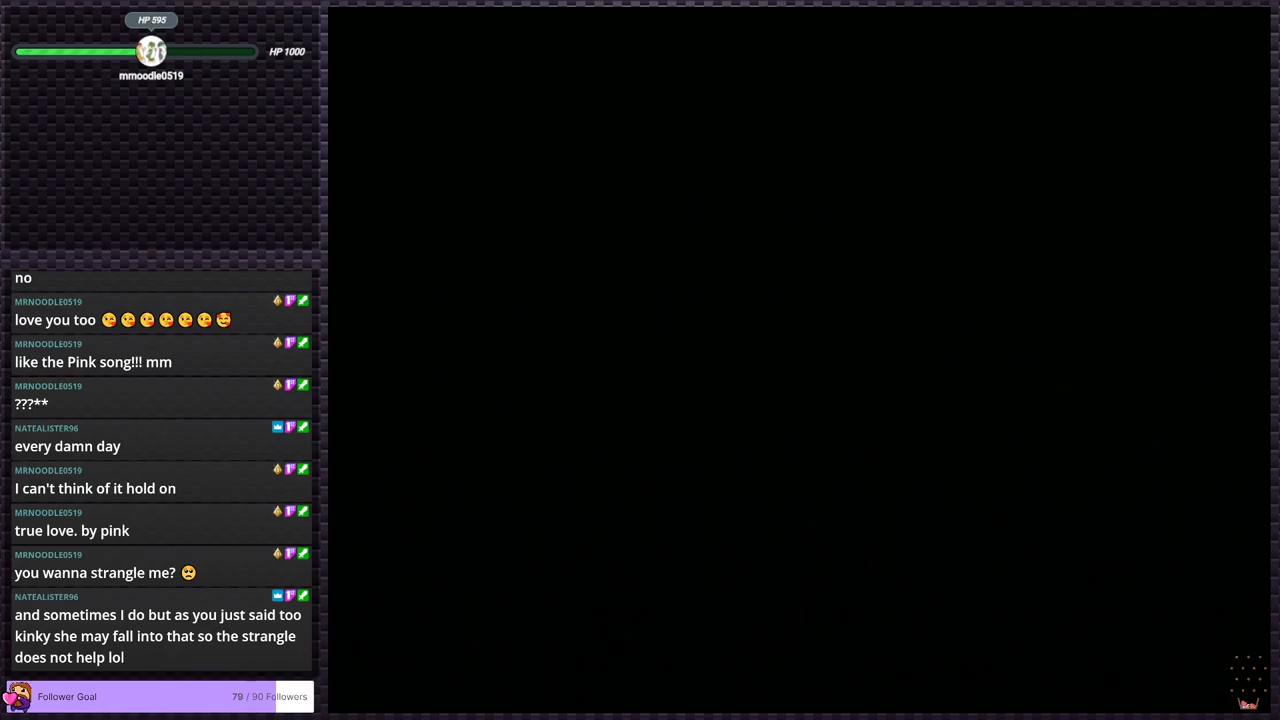 HP 595
HP 1000
mmoodle0519
no
MRNOODLE0519
love you too 😘 😘 😘 😘 😘 😘 🥰
MRNOODLE0519
like the Pink song!!! mm
MRNOODLE0519
???**
NATEALISTER96
every damn day
MRNOODLE0519
I can't think of it hold on
MRNOODLE0519
true love. by pink
MRNOODLE0519
you wanna strangle me? 🥺
NATEALISTER96
and sometimes I do but as you just said too
kinky she may fall into that so the strangle
does not help lol
Follower Goal 79 / 90 Followers